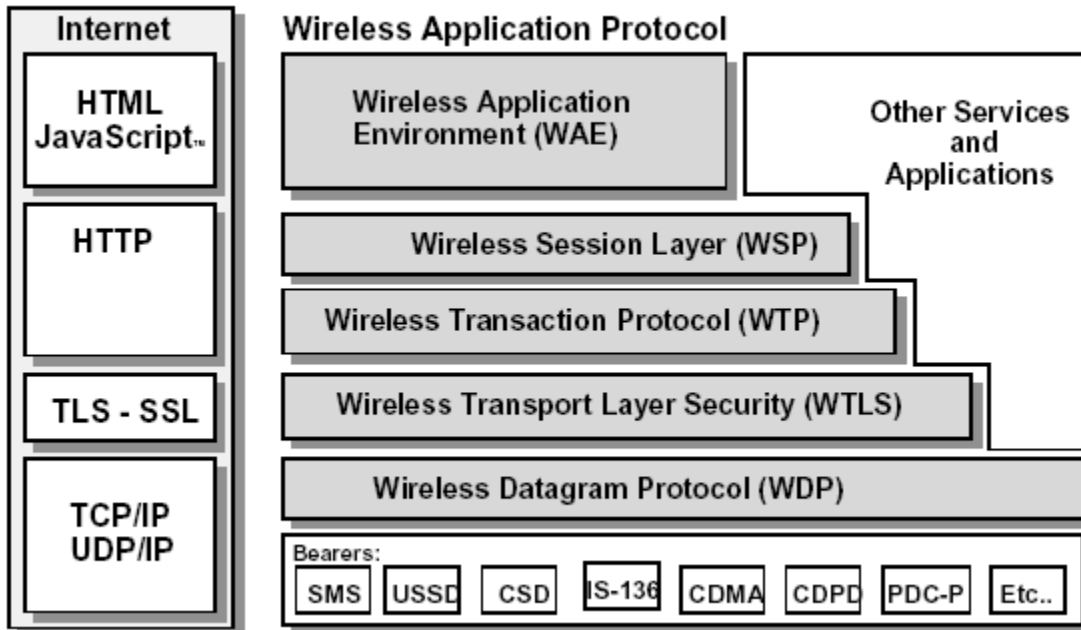 Internet
HTML
JavaScript™
HTTP
TLS - SSL
TCP/IP
UDP/IP
Wireless Application Protocol
Wireless Application
Environment (WAE)
Other Services
and
Applications
Wireless Session Layer (WSP)
Wireless Transaction Protocol (WTP)
Wireless Transport Layer Security (WTLS)
Wireless Datagram Protocol (WDP)
Bearers:
SMS USSD CSD IS-136 CDMA CDPD PDC-P Etc..